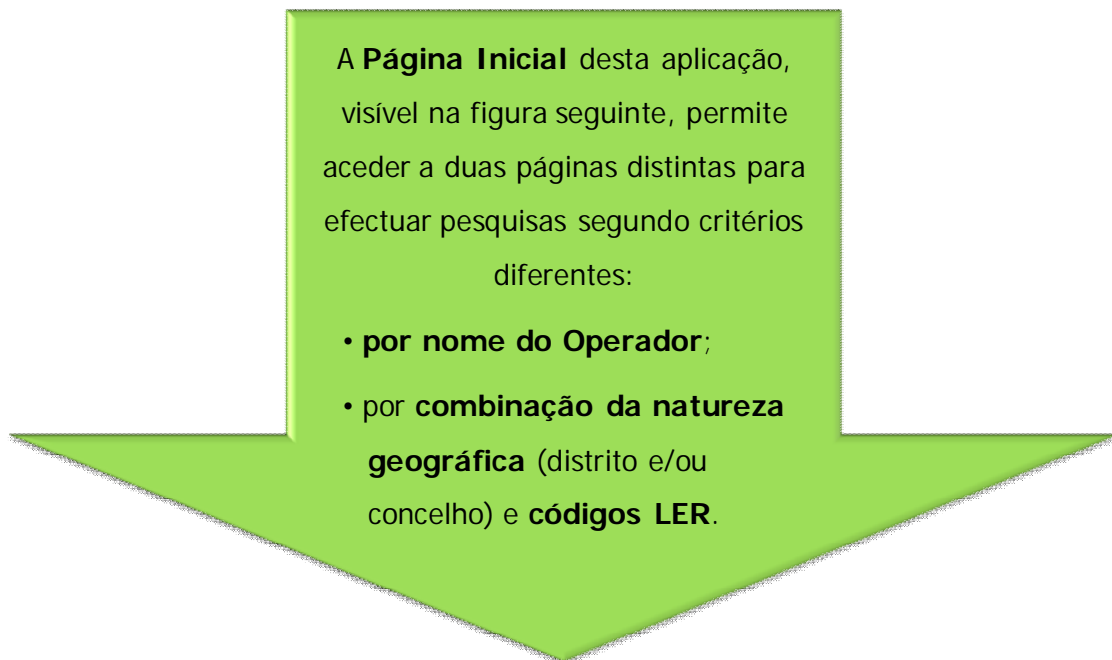 A Página Inicial desta aplicação,
visível na figura seguinte, permite
aceder a duas páginas distintas para
efectuar pesquisas segundo critérios
diferentes:
• por nome do Operador;
• por combinação da natureza
geográfica (distrito e/ou
concelho) e códigos LER.